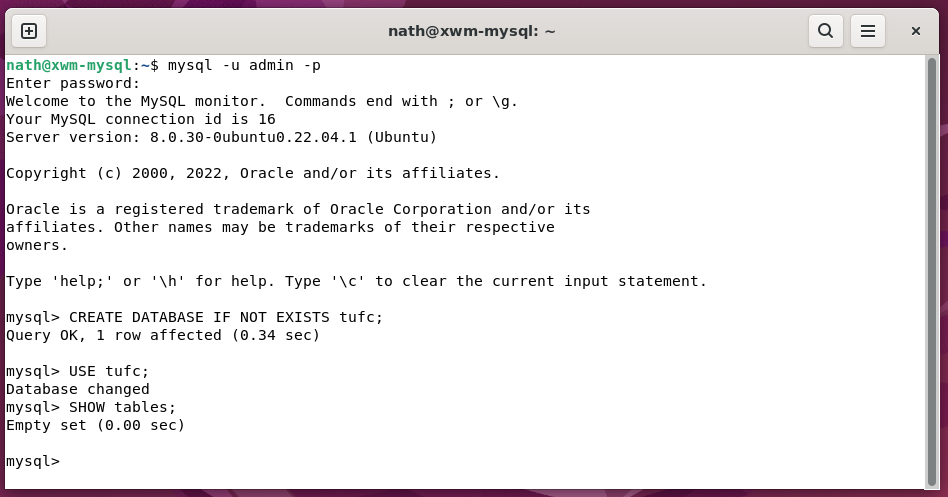 nath@xwm-mysql: ~
nath@xwm-mysql:~$ mysql -u admin -p
Enter password:
Welcome to the MySQL monitor.  Commands end with ; or \g.
Your MySQL connection id is 16
Server version: 8.0.30-0ubuntu0.22.04.1 (Ubuntu)
Copyright (c) 2000, 2022, Oracle and/or its affiliates.
Oracle is a registered trademark of Oracle Corporation and/or its
affiliates. Other names may be trademarks of their respective
owners.
Type 'help;' or '\h' for help. Type '\c' to clear the current input statement.
mysql> CREATE DATABASE IF NOT EXISTS tufc;
Query OK, 1 row affected (0.34 sec)
mysql> USE tufc;
Database changed
mysql> SHOW tables;
Empty set (0.00 sec)
mysql>